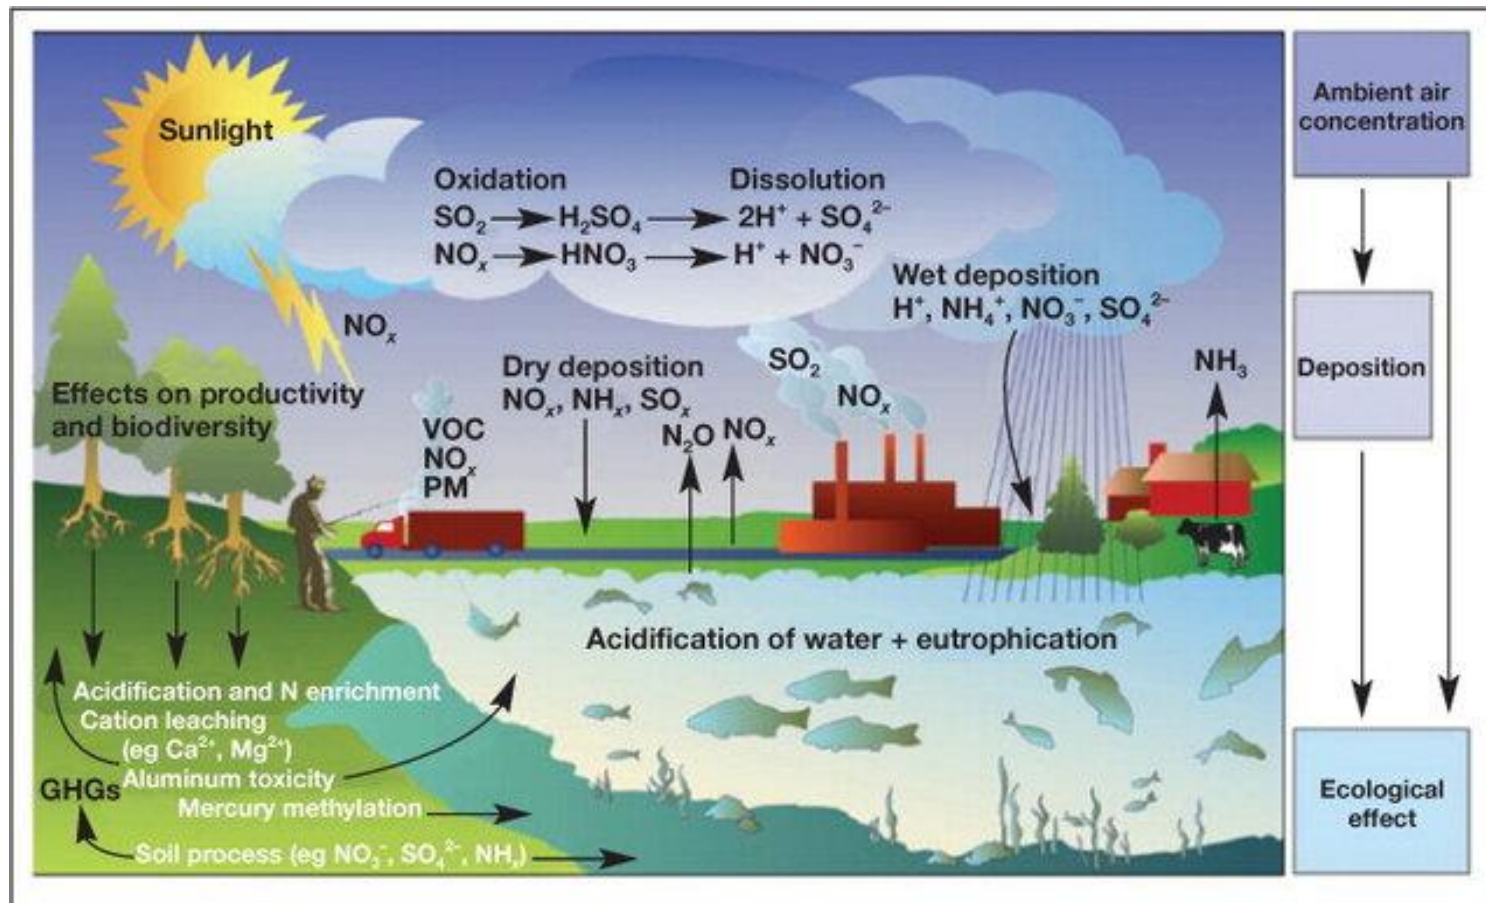 Sunlight
Oxidation
Dissolution
SO₂ → H₂SO₄ → 2H⁺ + SO₄²⁻
NOₓ → HNO₃ → H⁺ + NO₃⁻
Wet deposition
H⁺, NH₄⁺, NO₃⁻, SO₄²⁻
NOₓ
Effects on productivity
and biodiversity
VOC
NOₓ
PM
Dry deposition
NOₓ, NHₓ, SOₓ
N₂O
NOₓ
SO₂
NOₓ
NH₃
Acidification of water + eutrophication
Acidification and N enrichment
Cation leaching
(eg Ca²⁺, Mg²⁺)
Aluminum toxicity
GHGs
Mercury methylation
Soil process (eg NO₃⁻, SO₄²⁻, NHₓ)
Ambient air
concentration
Deposition
Ecological
effect